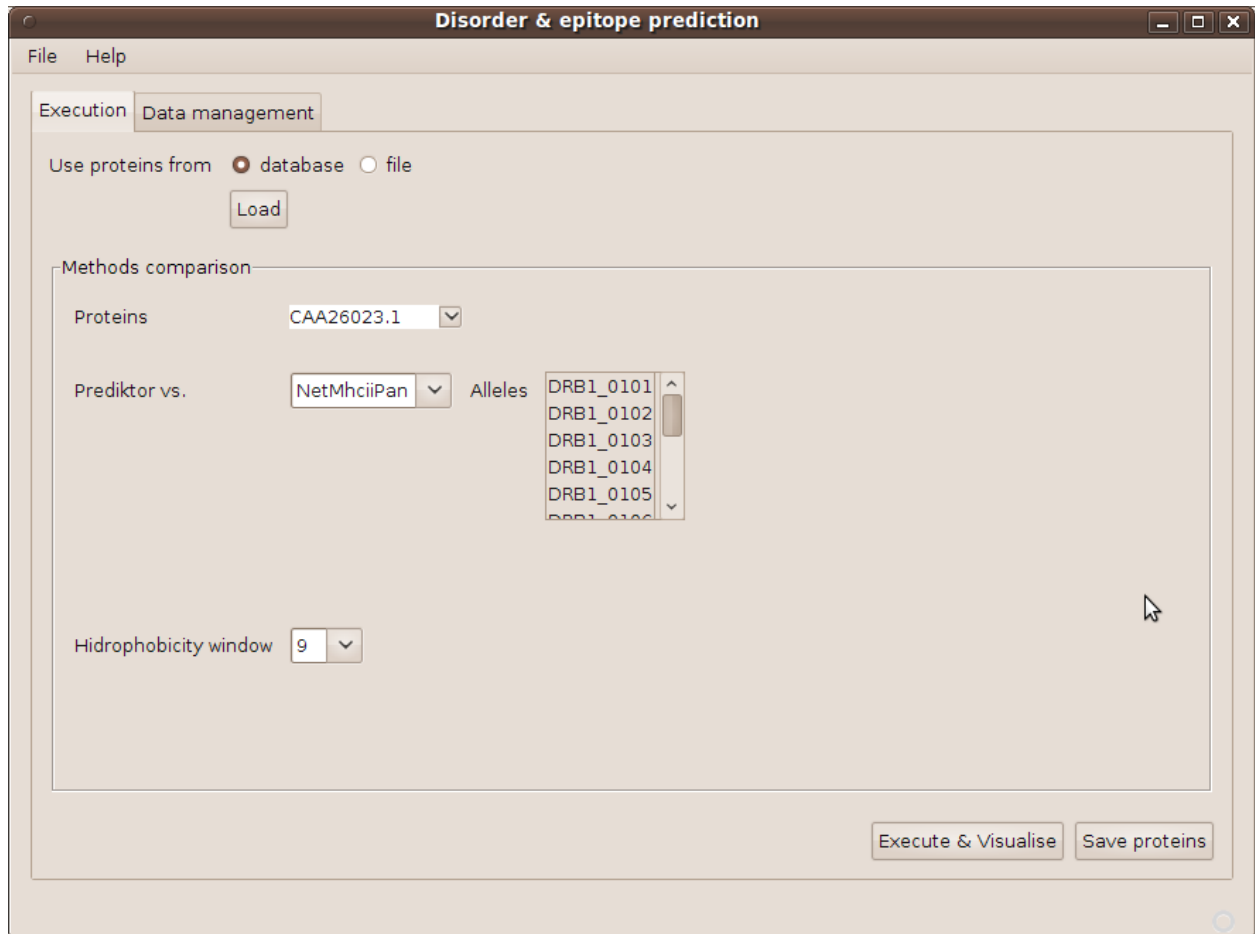 Disorder & epitope prediction
File Help
Execution Data management
Use proteins from database file
Load
Methods comparison
Proteins CAA26023.1
Prediktor vs. NetMhciiPan Alleles DRB1_0101
DRB1_0102
DRB1_0103
DRB1_0104
DRB1_0105
DRB1_0106
Hidrophobicity window 9
Execute & Visualise Save proteins